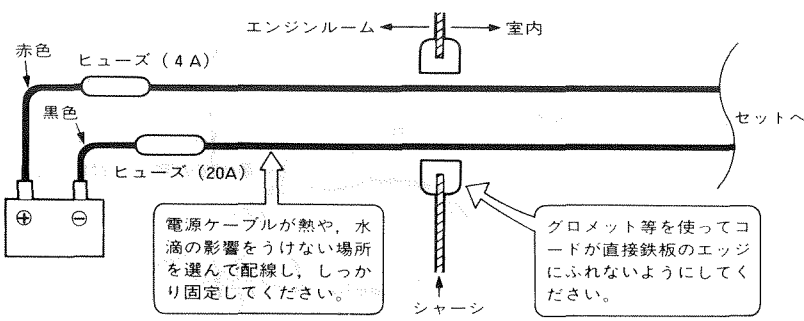 エンジンルーム 室内
赤色
ヒューズ（4A）
黒色
セットへ
ヒューズ（20A）
⊕ ⊖
電源ケーブルが熱や，水
滴の影響をうけない場所
を選んで配線し，しっか
り固定してください。
グロメット等を使ってコ
ードが直接鉄板のエッジ
にふれないようにしてく
ださい。
シャーシ